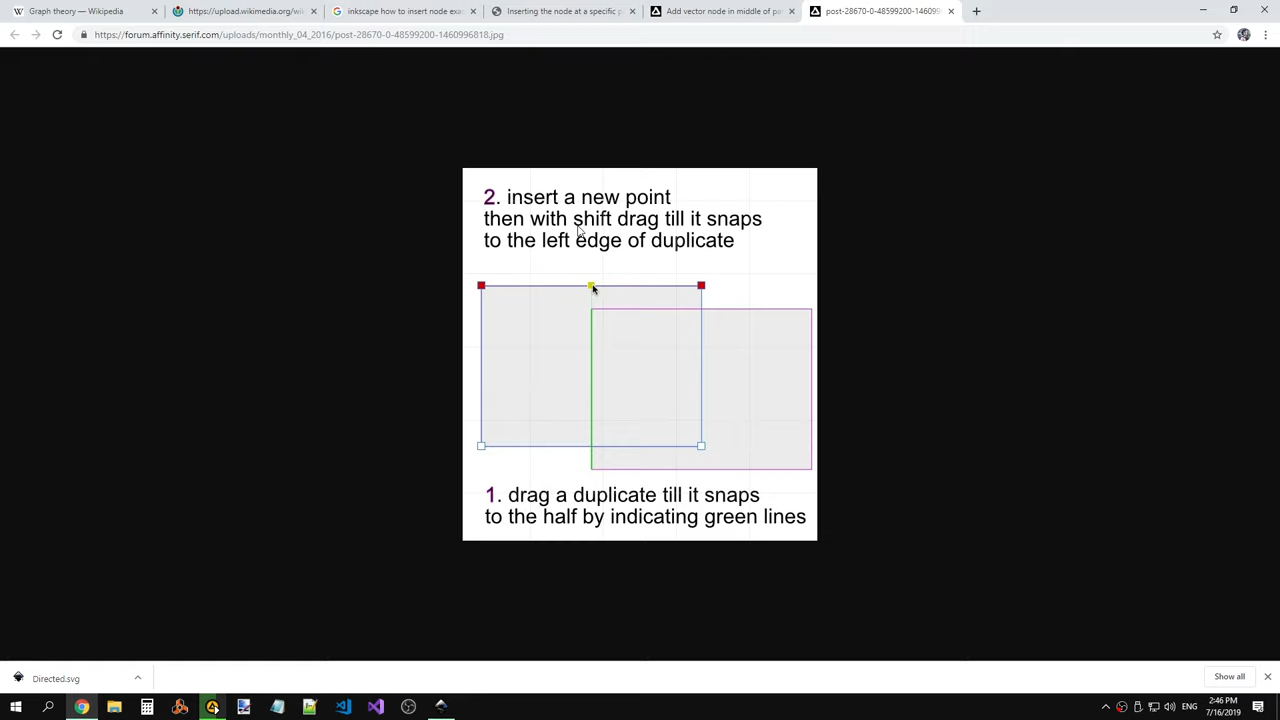 Graph theory — Wikipedia
https://upload.wikimedia.org/wi
inkscape how to insert node exa
Inserting the node at a specific p
Add vector node in middle of pa
post-28670-0-48599200-1460996
https://forum.affinity.serif.com/uploads/monthly_04_2016/post-28670-0-48599200-1460996818.jpg
2. insert a new point
then with shift drag till it snaps
to the left edge of duplicate
1. drag a duplicate till it snaps
to the half by indicating green lines
Directed.svg
Show all
ENG
2:46 PM
7/16/2019